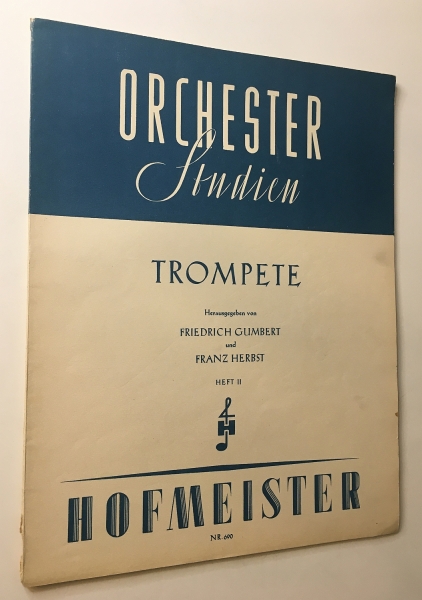 ORCHESTER
Studien
TROMPETE
Herausgegeben von
FRIEDRICH GUMBERT
und
FRANZ HERBST
HEFT II
H
HOFMEISTER
NR. 690